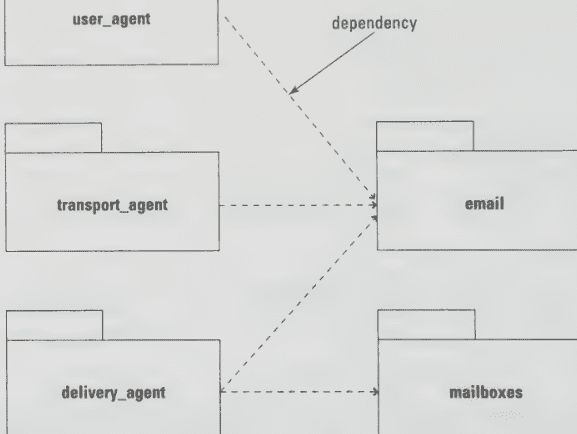 user_agent
dependency
transport_agent
email
delivery_agent
mailboxes